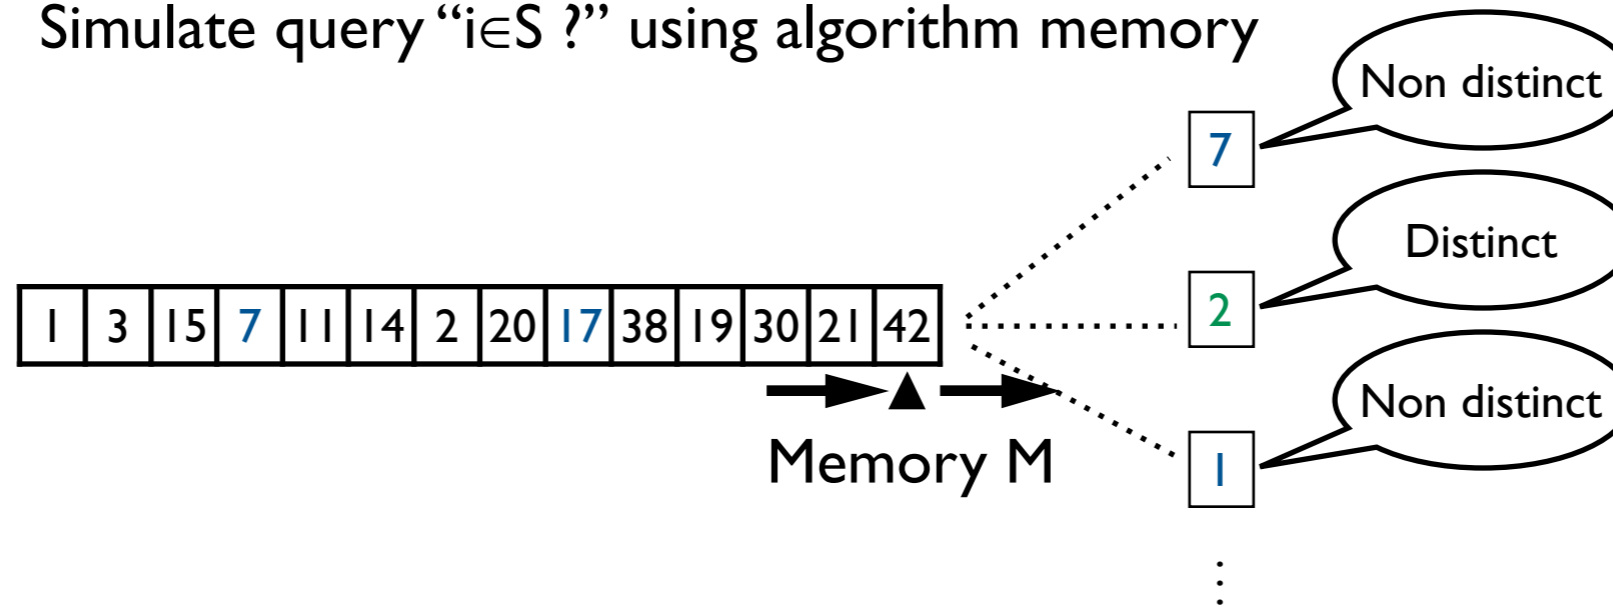 Simulate query “i∈S ?” using algorithm memory
Non distinct
7
Distinct
2
1 3 15 7 11 14 2 20 17 38 19 30 21 42
Non distinct
Memory M
1